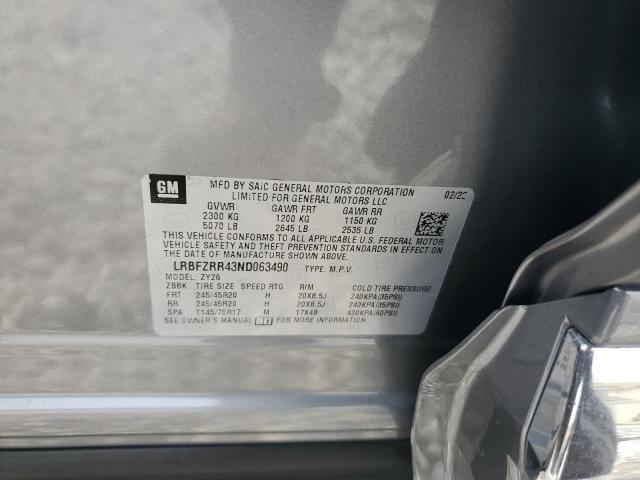 GM
MFD BY SAIC GENERAL MOTORS CORPORATION
LIMITED FOR GENERAL MOTORS LLC
02/22
GVWR GAWR FRT GAWR RR
2300 KG 1200 KG 1150 KG
5070 LB 2645 LB 2535 LB
THIS VEHICLE CONFORMS TO ALL APPLICABLE U.S. FEDERAL MOTOR
VEHICLE SAFETY AND THEFT PREVENTION STANDARDS IN EFFECT ON
THE DATE OF MANUFACTURE SHOWN ABOVE.
LRBFZRR43ND063490 TYPE: M.P.V.
MODEL: ZY26
ZBBK TIRE SIZE SPEED RTG RIM COLD TIRE PRESSURE
FRT 245/45R20 H 20X8.5J 240KPA(35PSI)
RR 245/45R20 H 20X8.5J 240KPA(35PSI)
SPA T145/70R17 M 17X4B 420KPA(60PSI)
SEE OWNER'S MANUAL FOR MORE INFORMATION